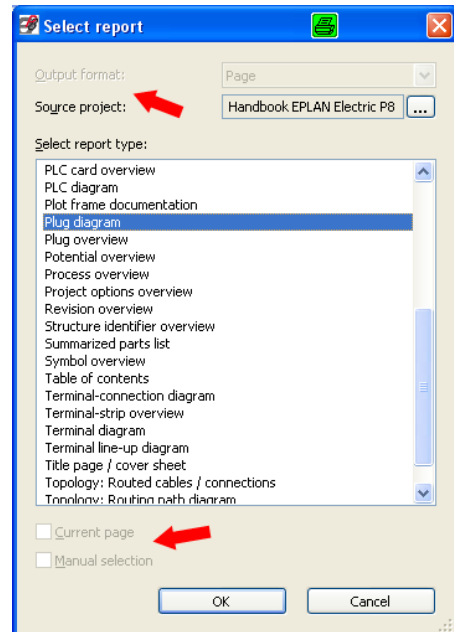 Select report
Output format: Page
Source project: Handbook EPLAN Electric P8 ...
Select report type:
PLC card overview
PLC diagram
Plot frame documentation
Plug diagram
Plug overview
Potential overview
Process overview
Project options overview
Revision overview
Structure identifier overview
Summarized parts list
Symbol overview
Table of contents
Terminal-connection diagram
Terminal-strip overview
Terminal diagram
Terminal line-up diagram
Title page / cover sheet
Topology: Routed cables / connections
Topology: Routing path diagram
Current page
Manual selection
OK Cancel